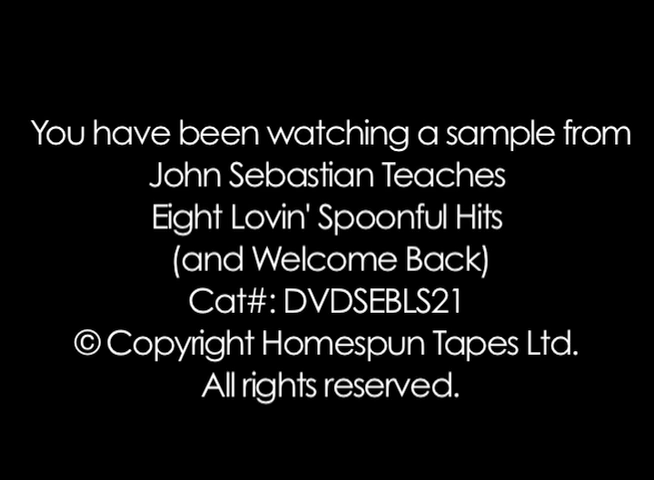 You have been watching a sample from
John Sebastian Teaches
Eight Lovin' Spoonful Hits
(and Welcome Back)
Cat#: DVDSEBLS21
© Copyright Homespun Tapes Ltd.
All rights reserved.